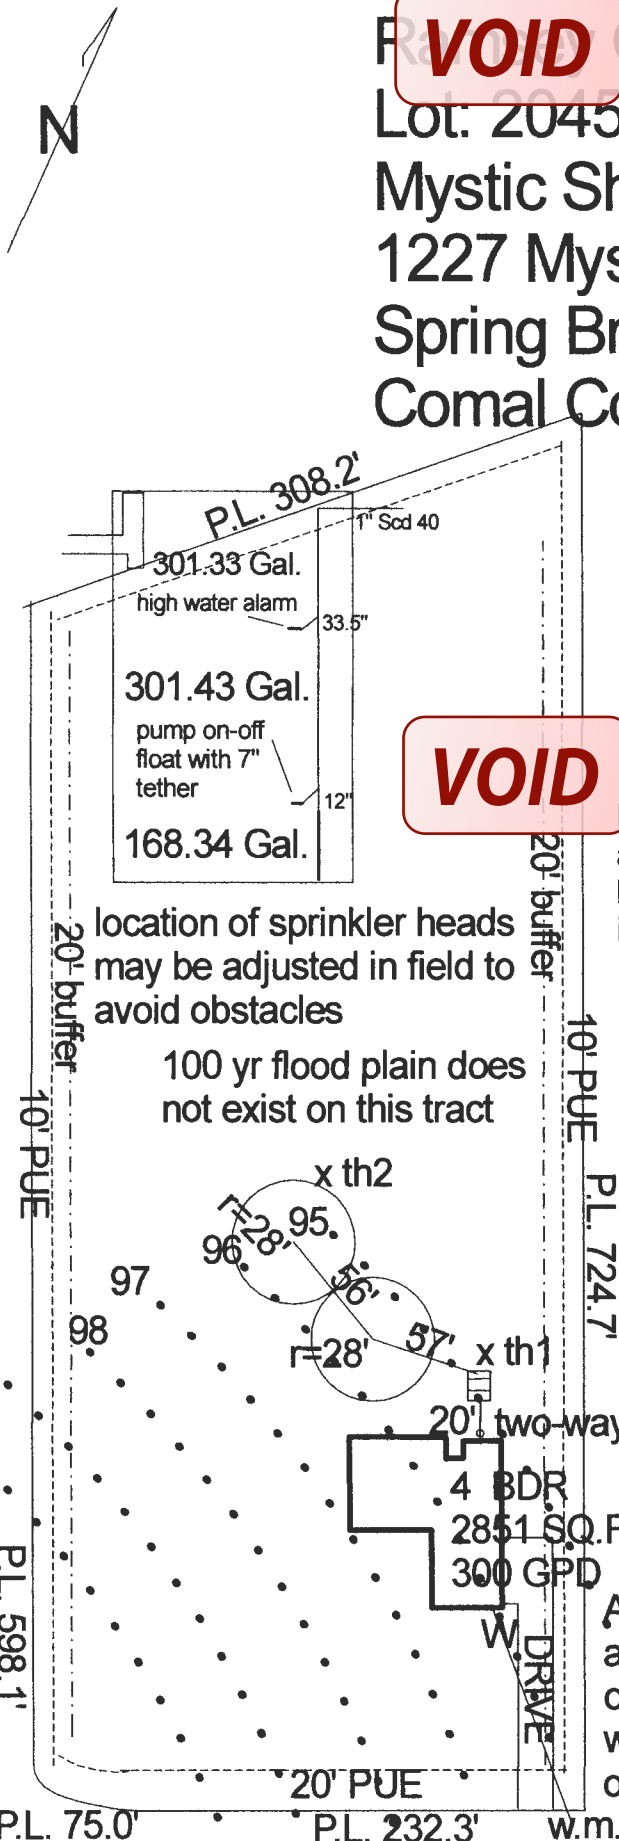 VOID
N
Lot: 2045
Mystic Sh
1227 Mys
Spring Br
Comal Co
P.L. 308.2'
1" Scd 40
301.33 Gal.
high water alarm
33.5"
301.43 Gal.
pump on-off
float with 7"
tether
12"
VOID
168.34 Gal.
20' buffer
20' buffer
location of sprinkler heads
may be adjusted in field to
avoid obstacles
100 yr flood plain does
not exist on this tract
10' PUE
10' PUE
x th2
r=28'
95
96
P.L. 724.7'
97
56'
98
57'
r=28'
x th1
20'
two-way
4 BDR
2851 SQ.F
300 GPD
P.L. 598.1'
A
a
W
DRIVE
c
w
o
20' PUE
P.L. 75.0'
P.L. 232.3'
w.m.